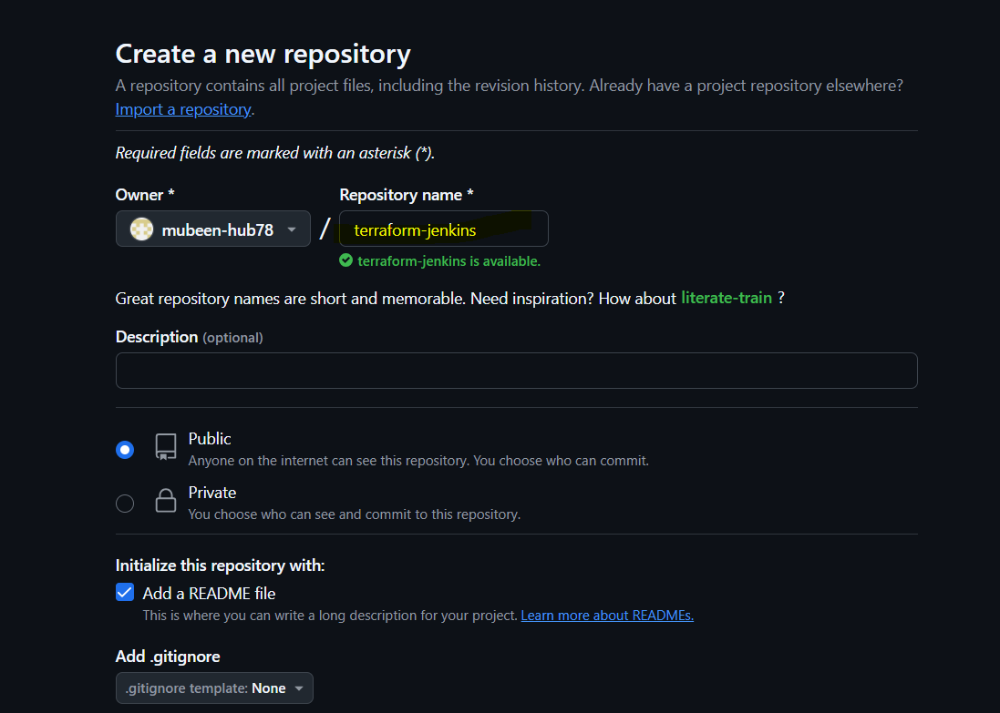 Create a new repository
A repository contains all project files, including the revision history. Already have a project repository elsewhere?
Import a repository.
Required fields are marked with an asterisk (*).
Owner *
Repository name *
mubeen-hub78
/
terraform-jenkins
terraform-jenkins is available.
Great repository names are short and memorable. Need inspiration? How about literate-train ?
Description (optional)
Public
Anyone on the internet can see this repository. You choose who can commit.
Private
You choose who can see and commit to this repository.
Initialize this repository with:
Add a README file
This is where you can write a long description for your project. Learn more about READMEs.
Add .gitignore
.gitignore template: None